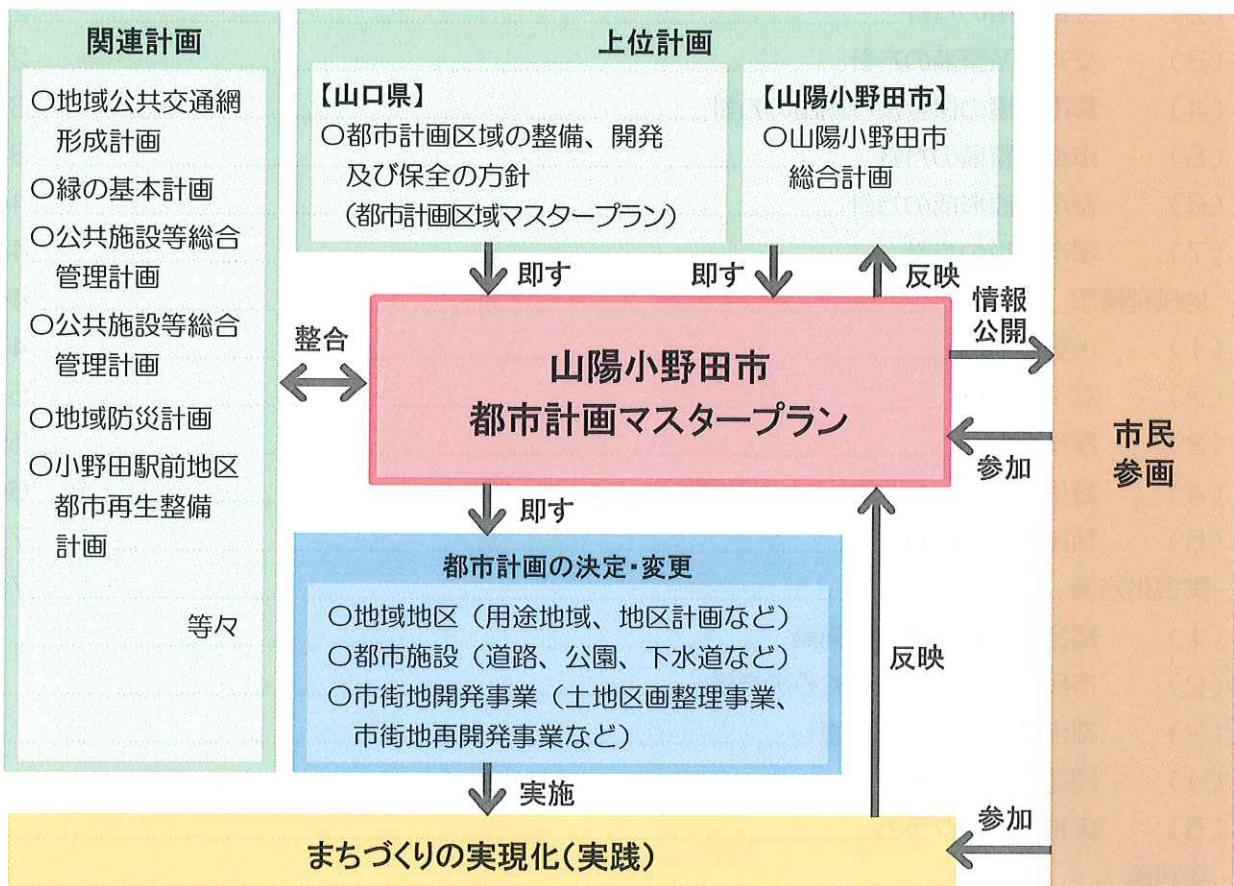 関連計画
〇地域公共交通網
形成計画
〇緑の基本計画
〇公共施設等総合
管理計画
〇公共施設等総合
管理計画
〇地域防災計画
〇小野田駅前地区
都市再生整備
計画
等々
上位計画
【山口県】
〇都市計画区域の整備、開発
及び保全の方針
（都市計画区域マスタープラン）
【山陽小野田市】
〇山陽小野田市
総合計画
即す
即す
反映
情報
公開
整合
山陽小野田市
都市計画マスタープラン
参加
市民
参画
即す
都市計画の決定・変更
〇地域地区（用途地域、地区計画など）
〇都市施設（道路、公園、下水道など）
〇市街地開発事業（土地区画整理事業、
市街地再開発事業など）
反映
実施
参加
まちづくりの実現化（実践）